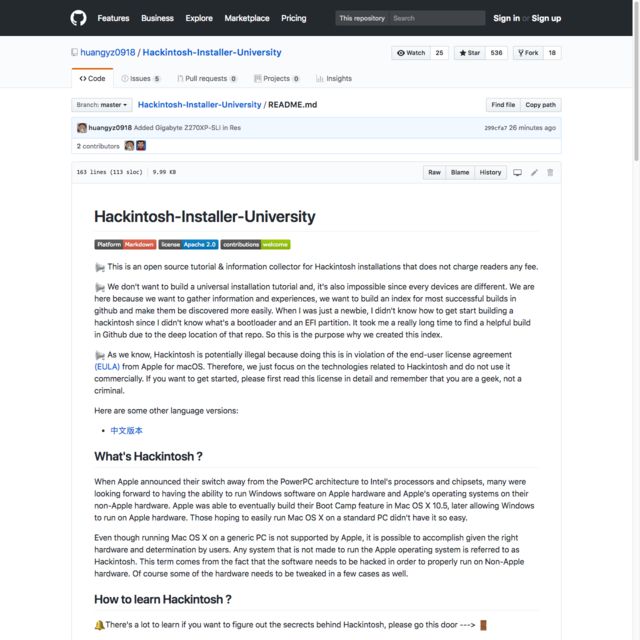 Features Business Explore Marketplace Pricing This repository Search Sign in or Sign up
huangyz0918 / Hackintosh-Installer-University Watch 25 Star 536 Fork 18
Code Issues 5 Pull requests 0 Projects 0 Insights
Branch: master Hackintosh-Installer-University / README.md Find file Copy path
huangyz0918 Added Gigabyte Z270XP-SLI in Res 299cfa7 26 minutes ago
2 contributors
163 lines (113 sloc) 9.99 KB Raw Blame History
Hackintosh-Installer-University
Platform Markdown license Apache 2.0 contributions welcome
This is an open source tutorial & information collector for Hackintosh installations that does not charge readers any fee.
We don't want to build a universal installation tutorial and, it's also impossible since every devices are different. We are
here because we want to gather information and experiences, we want to build an index for most successful builds in
github and make them be discovered more easily. When I was just a newbie, I didn't know how to get start building a
hackintosh since I didn't know what's a bootloader and an EFI partition. It took me a really long time to find a helpful build
in Github due to the deep location of that repo. So this is the purpose why we created this index.
As we know, Hackintosh is potentially illegal because doing this is in violation of the end-user license agreement
(EULA) from Apple for macOS. Therefore, we just focus on the technologies related to Hackintosh and do not use it
commercially. If you want to get started, please first read this license in detail and remember that you are a geek, not a
criminal.
Here are some other language versions:
• 中文版本
What's Hackintosh ?
When Apple announced their switch away from the PowerPC architecture to Intel's processors and chipsets, many were
looking forward to having the ability to run Windows software on Apple hardware and Apple's operating systems on their
non-Apple hardware. Apple was able to eventually build their Boot Camp feature in Mac OS X 10.5, later allowing Windows
to run on Apple hardware. Those hoping to easily run Mac OS X on a standard PC didn't have it so easy.
Even though running Mac OS X on a generic PC is not supported by Apple, it is possible to accomplish given the right
hardware and determination by users. Any system that is not made to run the Apple operating system is referred to as
Hackintosh. This term comes from the fact that the software needs to be hacked in order to properly run on Non-Apple
hardware. Of course some of the hardware needs to be tweaked in a few cases as well.
How to learn Hackintosh ?
There's a lot to learn if you want to figure out the secrects behind Hackintosh, please go this door --->